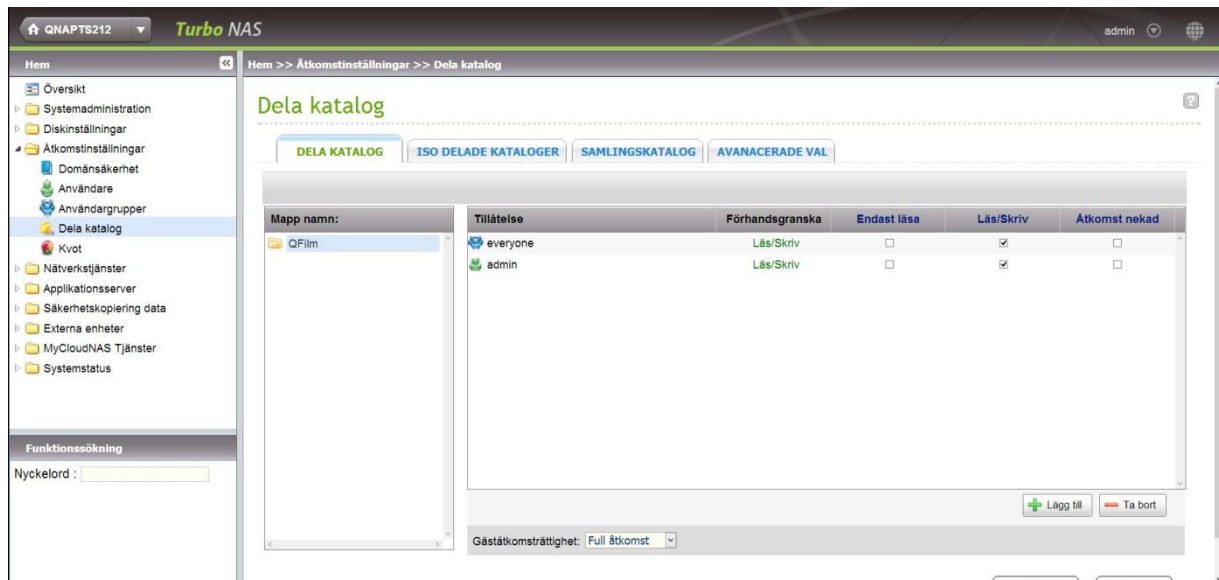 QNAPTS212
Turbo NAS
admin
Hem
Hem >> Åtkomstinställningar >> Dela katalog
Översikt
Systemadministration
Diskinställningar
Åtkomstinställningar
Domänsäkerhet
Användare
Användargrupper
Dela katalog
Kvot
Nätverkstjänster
Applikationsserver
Säkerhetskopiering data
Externa enheter
MyCloudNAS Tjänster
Systemstatus
Funktionssökning
Nyckelord :
Dela katalog
DELA KATALOG ISO DELADE KATALOGER SAMLINGSKATALOG AVANACERADE VAL
Mapp namn:
QFilm
Tillåtelse Förhandsgranska Endast läsa Läs/Skriv Åtkomst nekad
everyone Läs/Skriv
admin Läs/Skriv
Lägg till Ta bort
Gäståtkomsträttighet: Full åtkomst